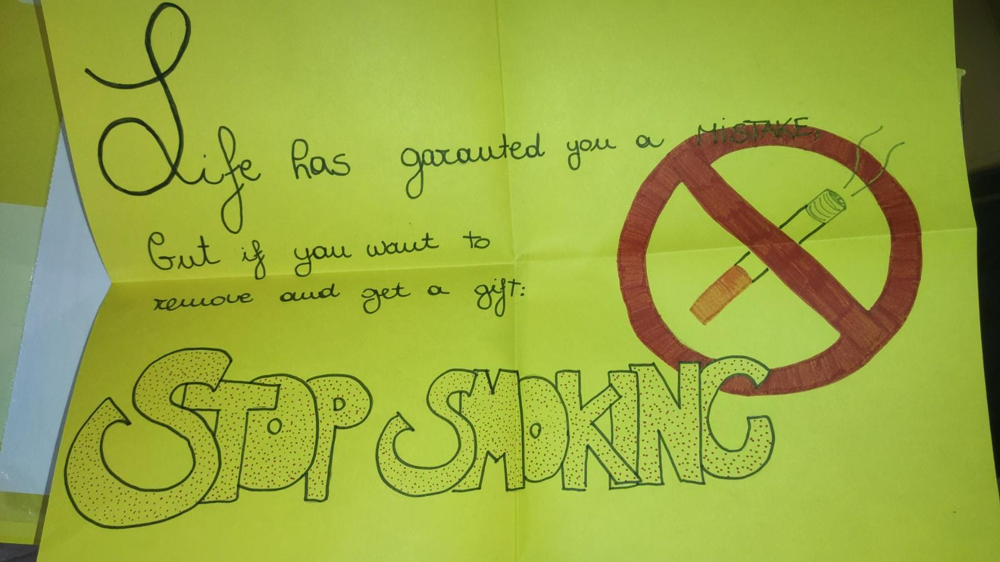 Life has garauted you a MISTAKE,
But if you want to
remove and get a gift:
STOP SMOKING